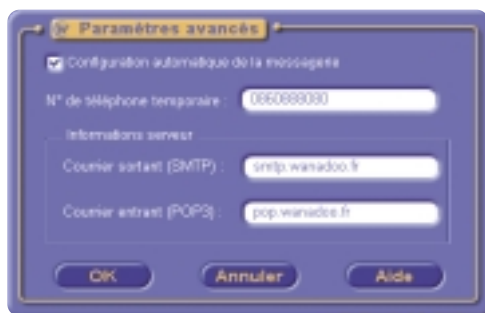 Paramètres avancés
Configuration automatique de la messagerie
N° de téléphone temporaire : 0860888080
Informations serveur
Courrier sortant (SMTP) : smtp.wanadoo.fr
Courrier entrant (POP3) : pop.wanadoo.fr
OK Annuler Aide